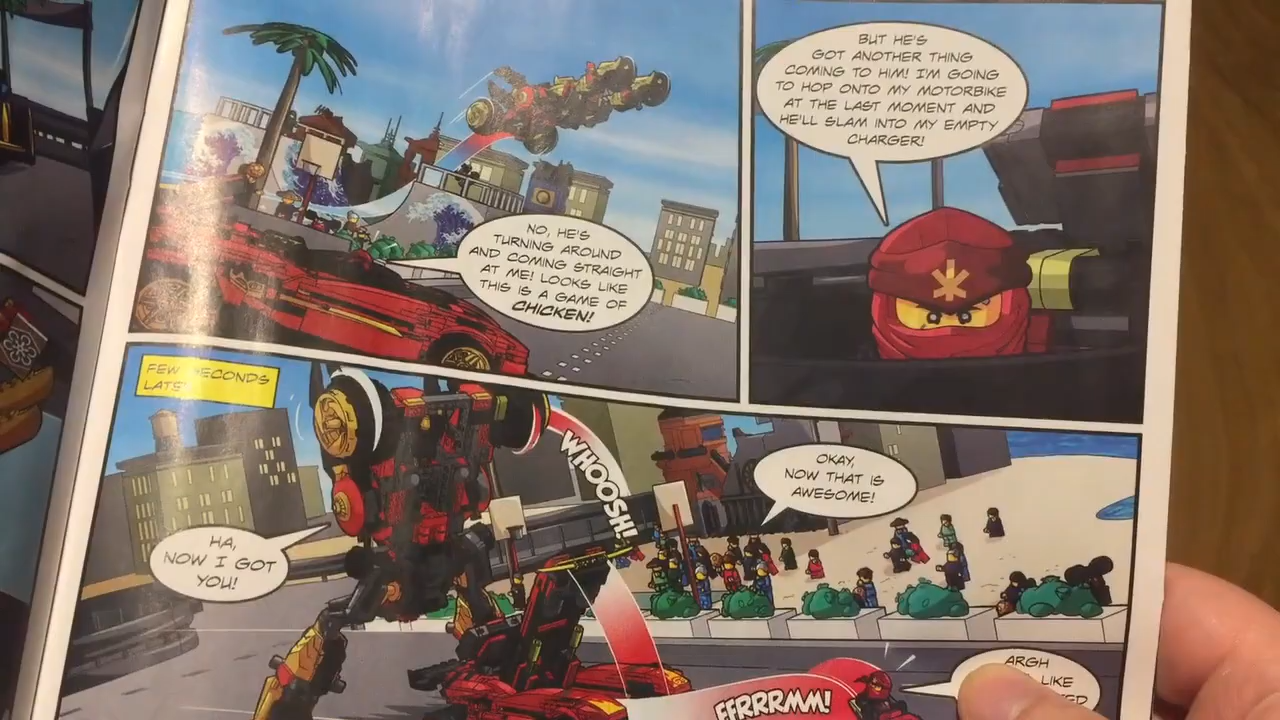 NO, HE'S
TURNING AROUND
AND COMING STRAIGHT
AT ME! LOOKS LIKE
THIS IS A GAME OF
CHICKEN!
BUT HE'S
GOT ANOTHER THING
COMING TO HIM! I'M GOING
TO HOP ONTO MY MOTORBIKE
AT THE LAST MOMENT AND
HE'LL SLAM INTO MY EMPTY
CHARGER!
FEW SECONDS
HA,
NOW I GOT
YOU!
WHOOSH!
OKAY,
NOW THAT IS
AWESOME!
FFRRRMM!
ARGH
LIKE